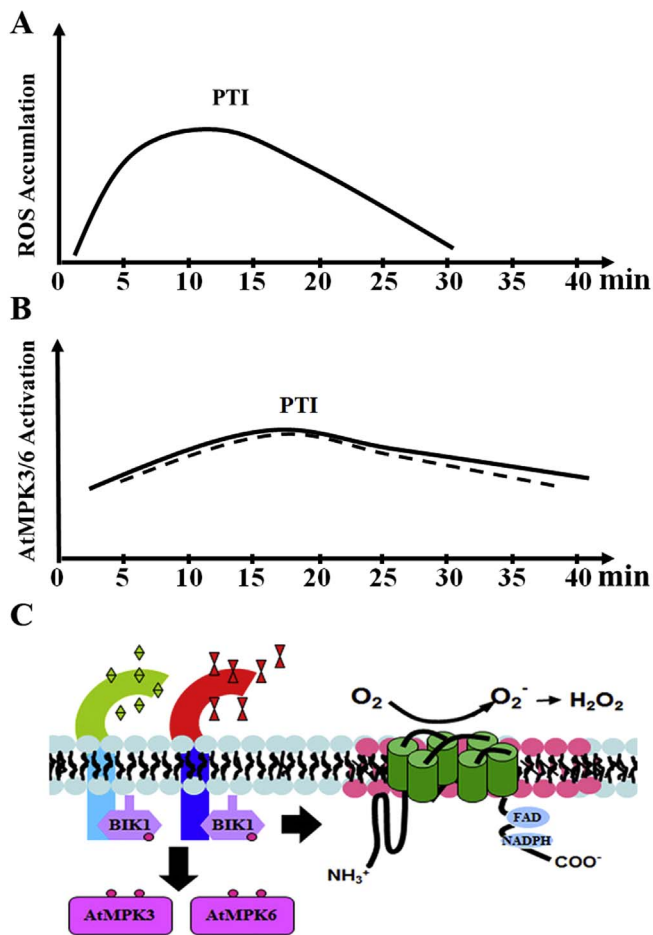 A
ROS Accumlation
PTI
0 5 10 15 20 25 30 35 40 min
B
AtMPK3/6 Activation
PTI
0 5 10 15 20 25 30 35 40 min
C
O₂ O₂⁻ → H₂O₂
BIK1 BIK1
FAD
NADPH
NH₃⁺ COO⁻
AtMPK3 AtMPK6